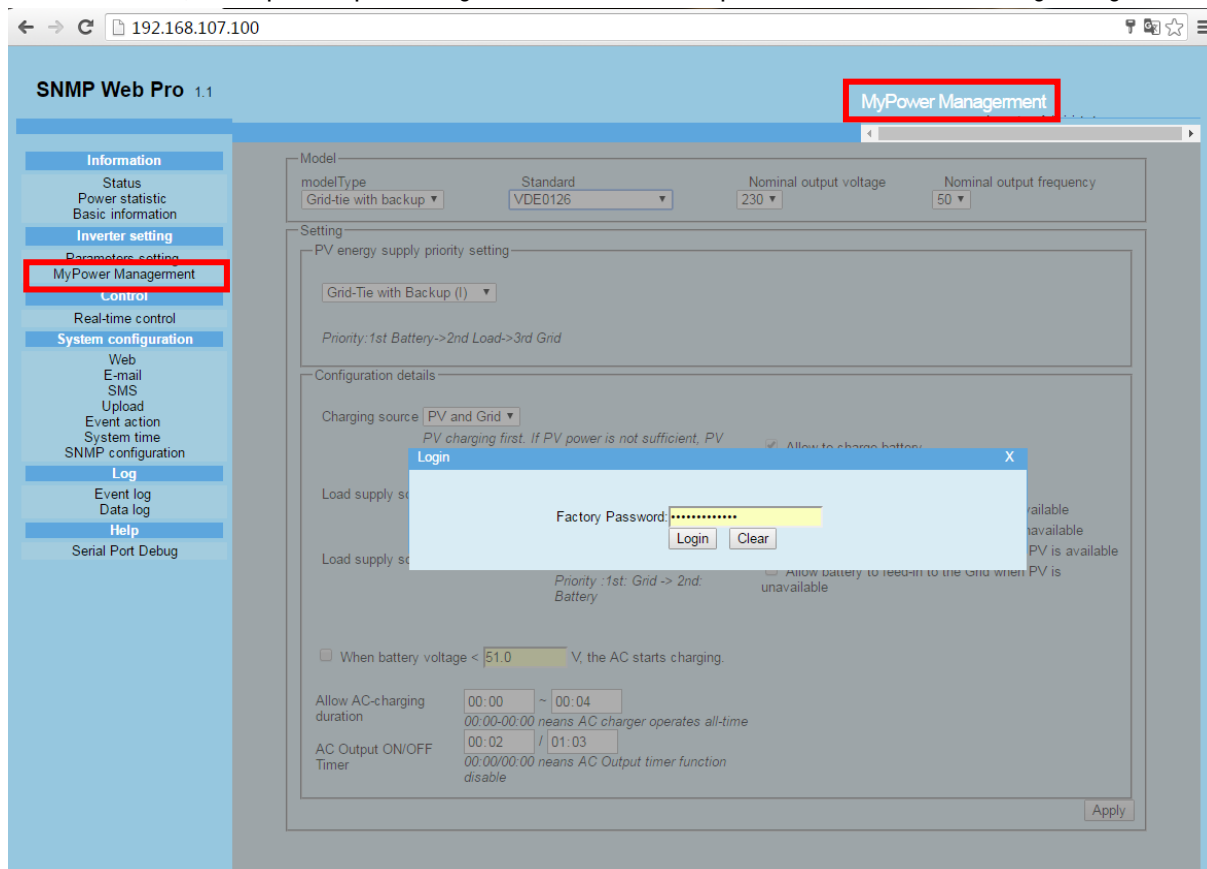 192.168.107.100
SNMP Web Pro 1.1
MyPower Managerment
Information
Status
Power statistic
Basic information
Inverter setting
Parameters setting
MyPower Managerment
Control
Real-time control
System configuration
Web
E-mail
SMS
Upload
Event action
System time
SNMP configuration
Log
Event log
Data log
Help
Serial Port Debug
Model
modelType Standard Nominal output voltage Nominal output frequency
Grid-tie with backup VDE0126 230 50
Setting
PV energy supply priority setting
Grid-Tie with Backup (I)
Priority:1st Battery->2nd Load->3rd Grid
Configuration details
Charging source PV and Grid
PV charging first. If PV power is not sufficient, PV
Allow to charge battery
Login X
Load supply
Factory Password:
Login Clear
PV is available
Load supply
Allow battery to feed-in to the Grid when PV is
unavailable
Priority :1st: Grid -> 2nd:
Battery
When battery voltage < 51.0 V, the AC starts charging.
Allow AC-charging
duration
00:00 ~ 00:04
00:00-00:00 neans AC charger operates all-time
AC Output ON/OFF
Timer
00:02 / 01:03
00:00/00:00 neans AC Output timer function
disable
Apply